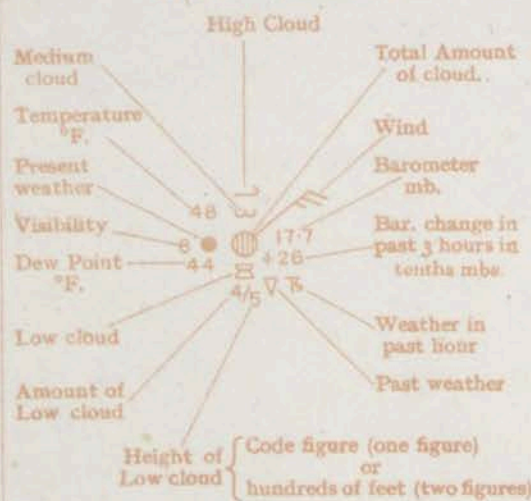 High Cloud
Medium
cloud
Total Amount
of cloud.
Temperature
°F.
Wind
Present
weather
Barometer
mb.
48
Visibility
6
17·7
Bar. change in
past 3 hours in
tenths mbs.
+26
Dew Point
°F.
44
4/5
Low cloud
Weather in
past hour
Amount of
Low cloud
Past weather
Height of
Low cloud
Code figure (one figure)
or
hundreds of feet (two figures)